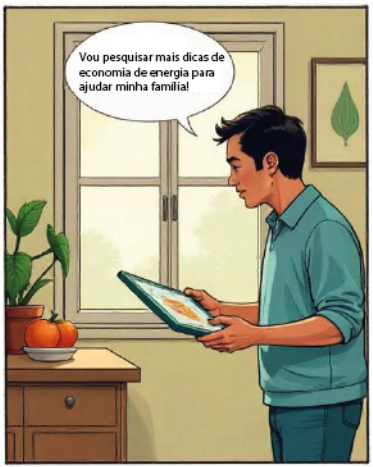 Vou pesquisar mais dicas de
economia de energia para
ajudar minha família!